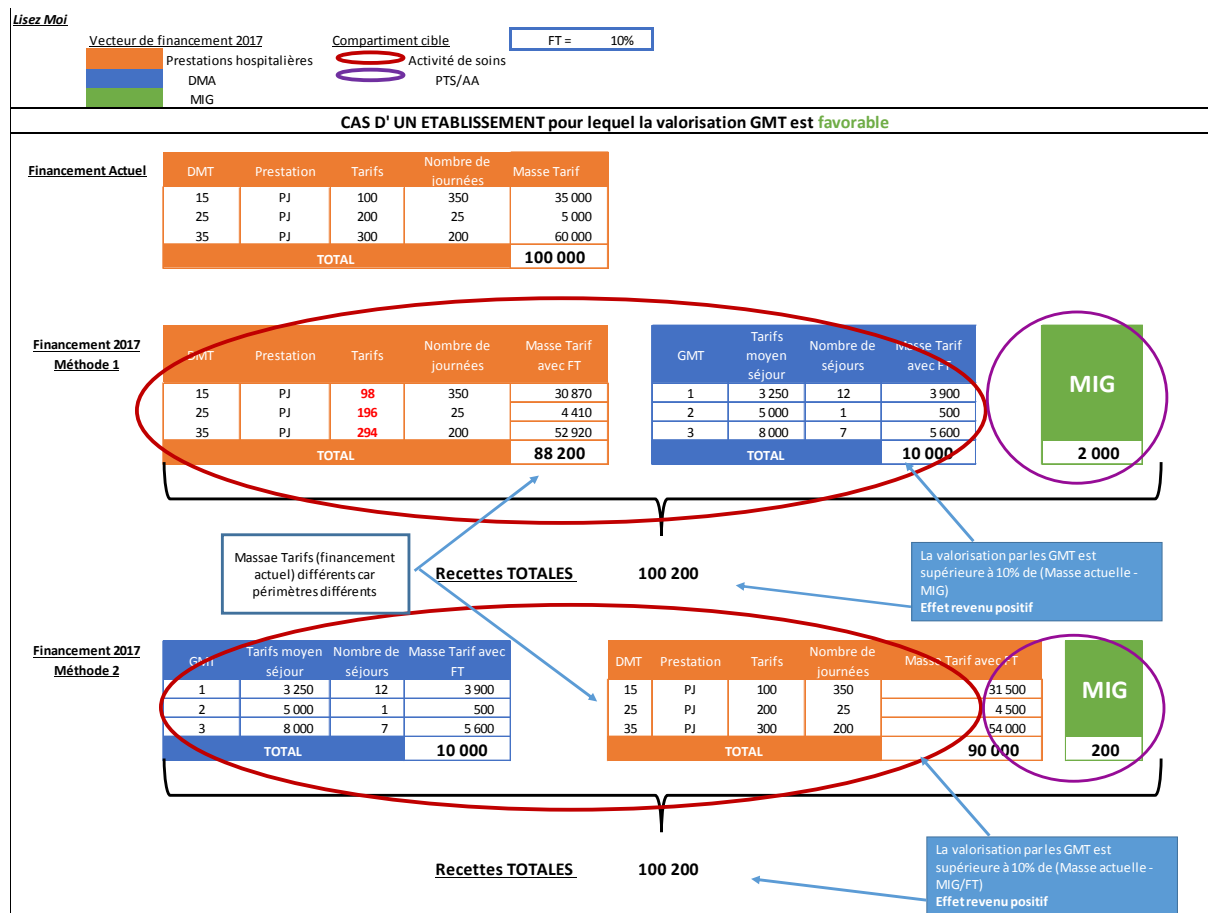 Lisez Moi
Vecteur de financement 2017 Compartiment cible FT = 10%
Prestations hospitalières Activité de soins
DMA PTS/AA
MIG
CAS D' UN ETABLISSEMENT pour lequel la valorisation GMT est favorable
Financement Actuel
DMT Prestation Tarifs Nombre de journées Masse Tarif
15 PJ 100 350 35 000
25 PJ 200 25 5 000
35 PJ 300 200 60 000
TOTAL 100 000
Financement 2017
Méthode 1
DMT Prestation Tarifs Nombre de journées Masse Tarif avec FT
15 PJ 98 350 30 870
25 PJ 196 25 4 410
35 PJ 294 200 52 920
TOTAL 88 200
GMT Tarifs moyen séjour Nombre de séjours Masse Tarif avec FT
1 3 250 12 3 900
2 5 000 1 500
3 8 000 7 5 600
TOTAL 10 000
MIG
2 000
Massae Tarifs (financement
actuel) différents car
périmètres différents
Recettes TOTALES 100 200
La valorisation par les GMT est
supérieure à 10% de (Masse actuelle -
MIG)
Effet revenu positif
Financement 2017
Méthode 2
GMT Tarifs moyen séjour Nombre de séjours Masse Tarif avec FT
1 3 250 12 3 900
2 5 000 1 500
3 8 000 7 5 600
TOTAL 10 000
DMT Prestation Tarifs Nombre de journées Masse Tarif avec FT
15 PJ 100 350 31 500
25 PJ 200 25 4 500
35 PJ 300 200 54 000
TOTAL 90 000
MIG
200
Recettes TOTALES 100 200
La valorisation par les GMT est
supérieure à 10% de (Masse actuelle -
MIG/FT)
Effet revenu positif